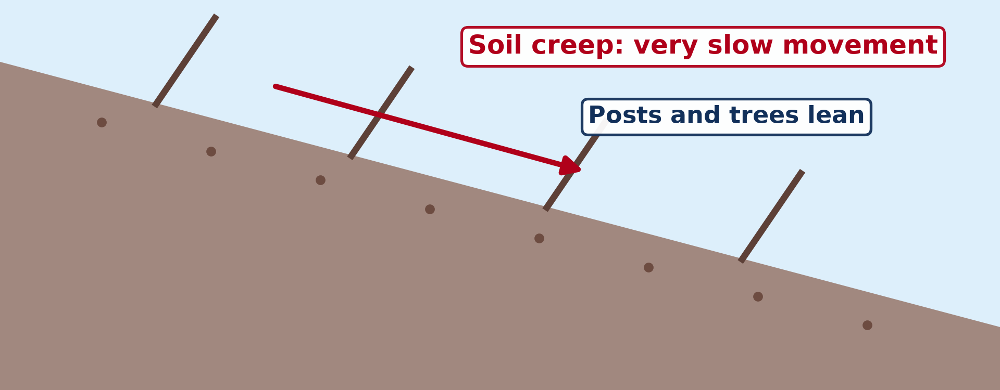 Soil creep: very slow movement
Posts and trees lean